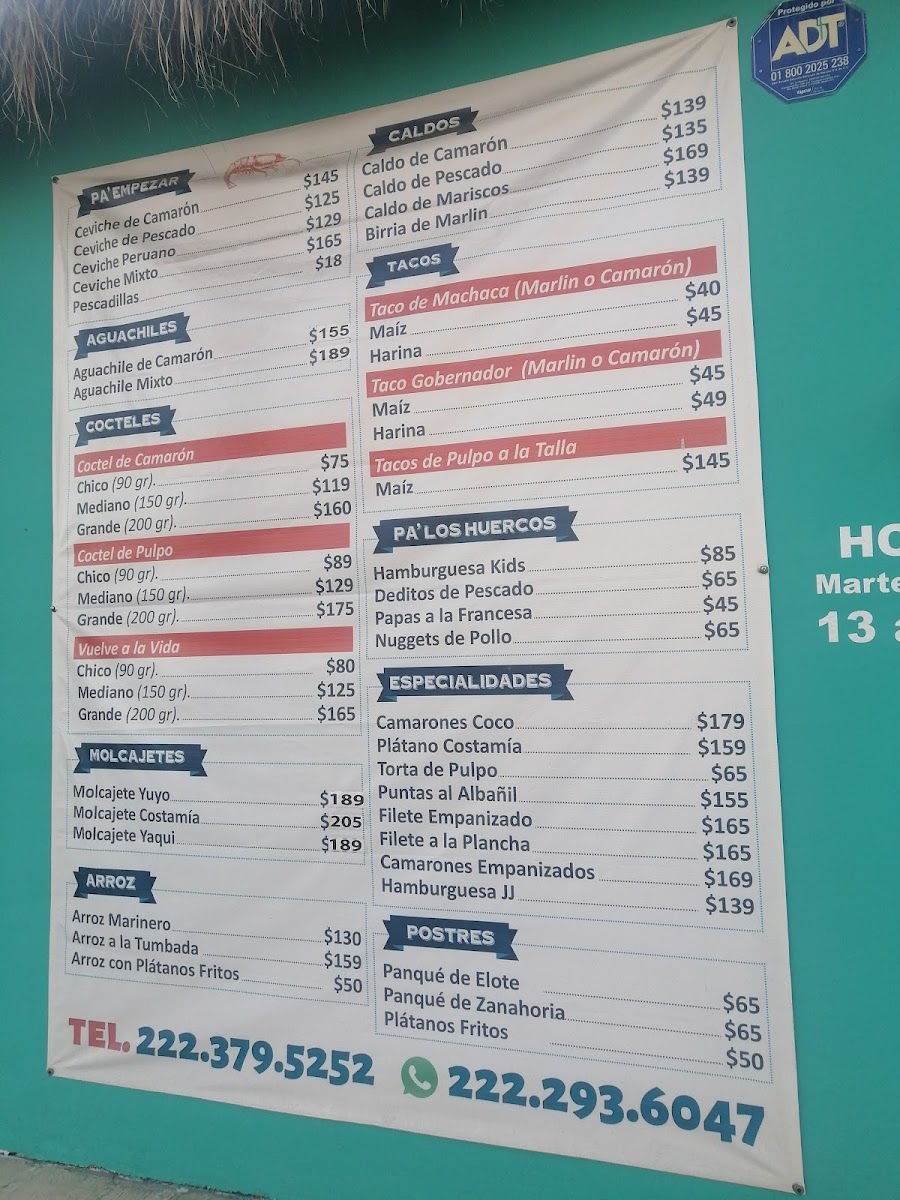 PA' EMPEZAR
Ceviche de Camarón $145
Ceviche de Pescado $125
Ceviche Peruano $129
Ceviche Mixto $165
Pescadillas $18
AGUACHILES
Aguachile de Camarón $155
Aguachile Mixto $189
COCTELES
Coctel de Camarón
Chico (90 gr). $75
Mediano (150 gr). $119
Grande (200 gr). $160
Coctel de Pulpo
Chico (90 gr). $89
Mediano (150 gr). $129
Grande (200 gr). $175
Vuelve a la Vida
Chico (90 gr). $80
Mediano (150 gr). $125
Grande (200 gr). $165
MOLCAJETES
Molcajete Yuyo $189
Molcajete Costamía $205
Molcajete Yaqui $189
ARROZ
Arroz Marinero $130
Arroz a la Tumbada $159
Arroz con Plátanos Fritos $50
CALDOS
Caldo de Camarón $139
Caldo de Pescado $135
Caldo de Mariscos $169
Birria de Marlin $139
TACOS
Taco de Machaca (Marlin o Camarón)
Maíz $40
Harina $45
Taco Gobernador (Marlin o Camarón)
Maíz $45
Harina $49
Tacos de Pulpo a la Talla
Maíz $145
PA' LOS HUERCOS
Hamburguesa Kids $85
Deditos de Pescado $65
Papas a la Francesa $45
Nuggets de Pollo $65
ESPECIALIDADES
Camarones Coco $179
Plátano Costamía $159
Torta de Pulpo $65
Puntas al Albañil $155
Filete Empanizado $165
Filete a la Plancha $165
Camarones Empanizados $169
Hamburguesa JJ $139
POSTRES
Panqué de Elote $65
Panqué de Zanahoria $65
Plátanos Fritos $50
TEL. 222.379.5252 222.293.6047
Protegido por
ADT
01 800 2025 238
HO
Marte
13 a